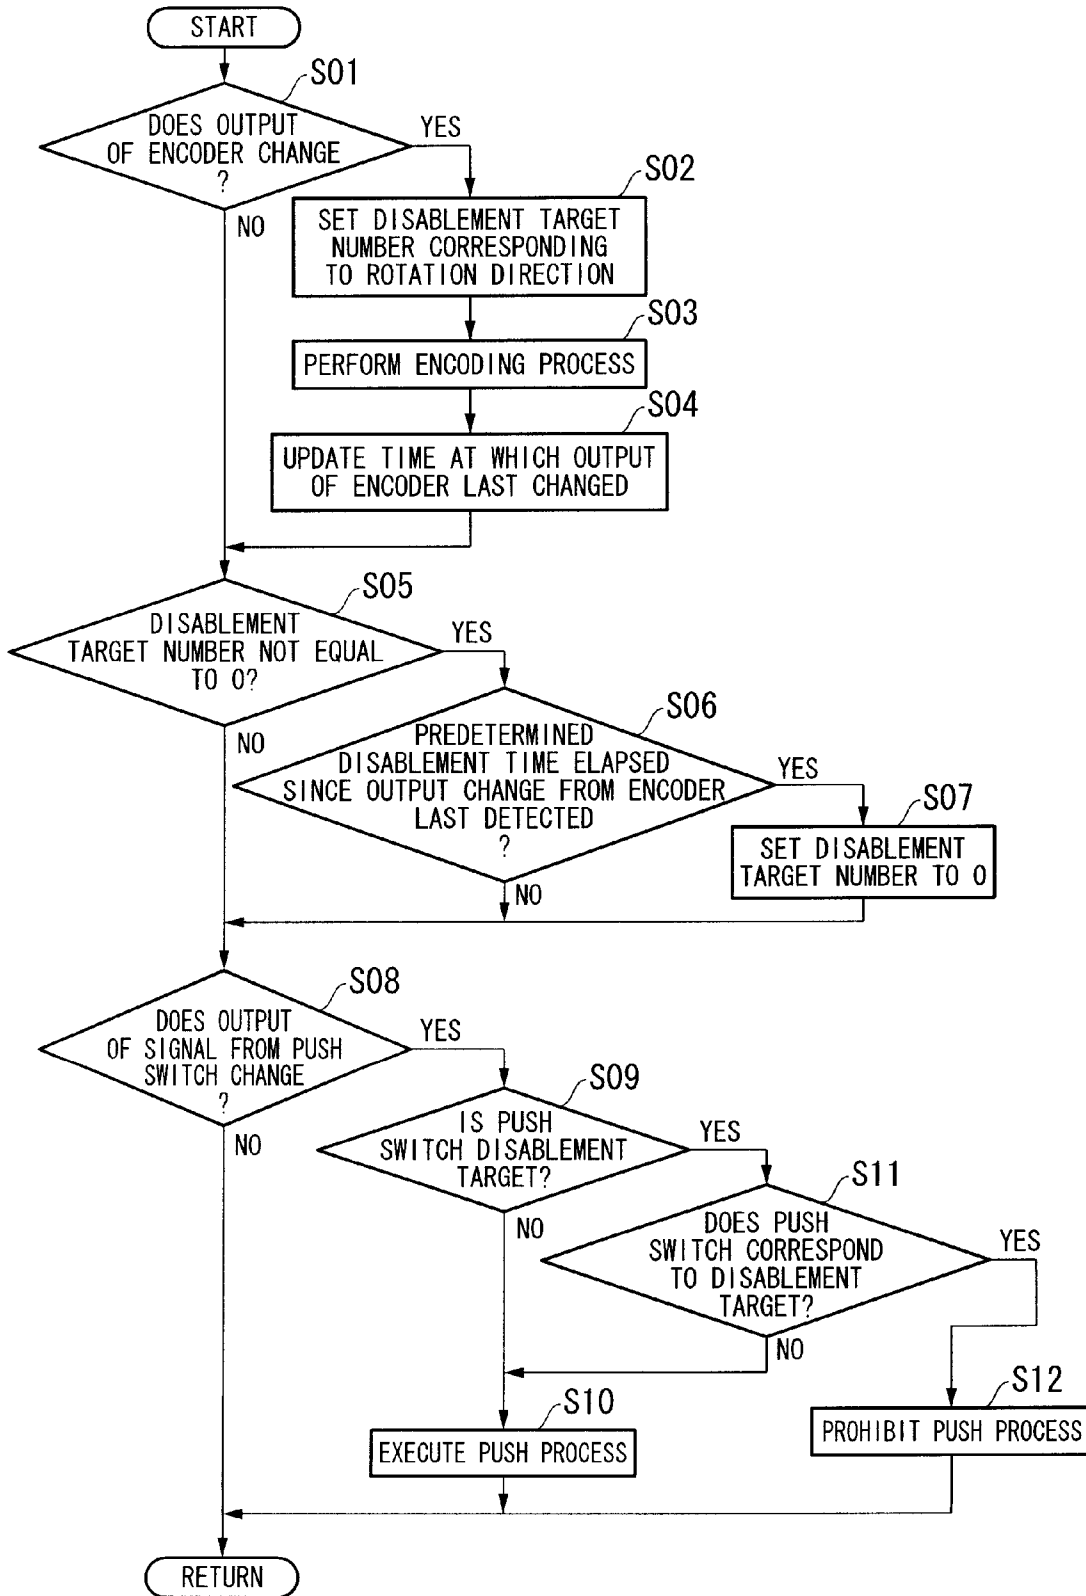 START
S01
DOES OUTPUT
OF ENCODER CHANGE
?
YES
NO
S02
SET DISABLEMENT TARGET
NUMBER CORRESPONDING
TO ROTATION DIRECTION
S03
PERFORM ENCODING PROCESS
S04
UPDATE TIME AT WHICH OUTPUT
OF ENCODER LAST CHANGED
S05
DISABLEMENT
TARGET NUMBER NOT EQUAL
TO 0?
YES
NO
S06
PREDETERMINED
DISABLEMENT TIME ELAPSED
SINCE OUTPUT CHANGE FROM ENCODER
LAST DETECTED
?
YES
NO
S07
SET DISABLEMENT
TARGET NUMBER TO 0
S08
DOES OUTPUT
OF SIGNAL FROM PUSH
SWITCH CHANGE
?
YES
NO
S09
IS PUSH
SWITCH DISABLEMENT
TARGET?
YES
NO
S11
DOES PUSH
SWITCH CORRESPOND
TO DISABLEMENT
TARGET?
YES
NO
S10
EXECUTE PUSH PROCESS
S12
PROHIBIT PUSH PROCESS
RETURN